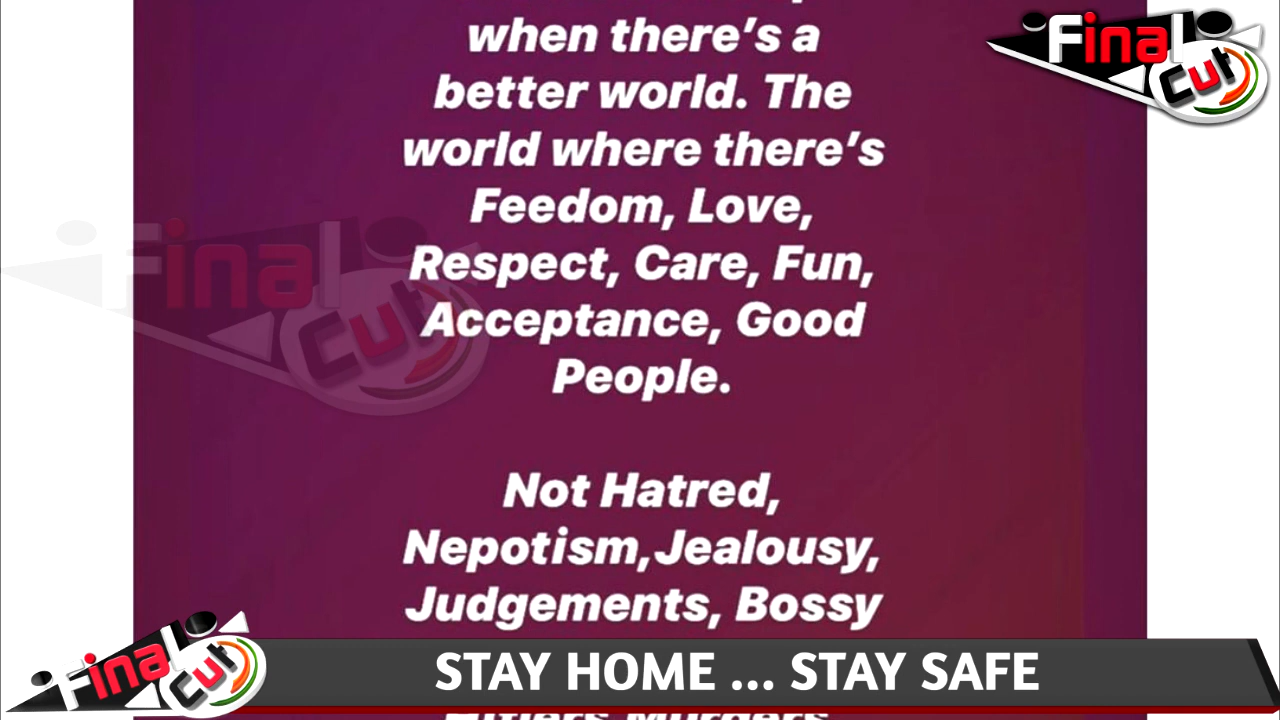 when there's a
better world. The
world where there's
Feedom, Love,
Respect, Care, Fun,
Acceptance, Good
People.
Not Hatred,
Nepotism,Jealousy,
Judgements, Bossy
STAY HOME ... STAY SAFE
Final
Cut
Final
Cut
Final
Cut